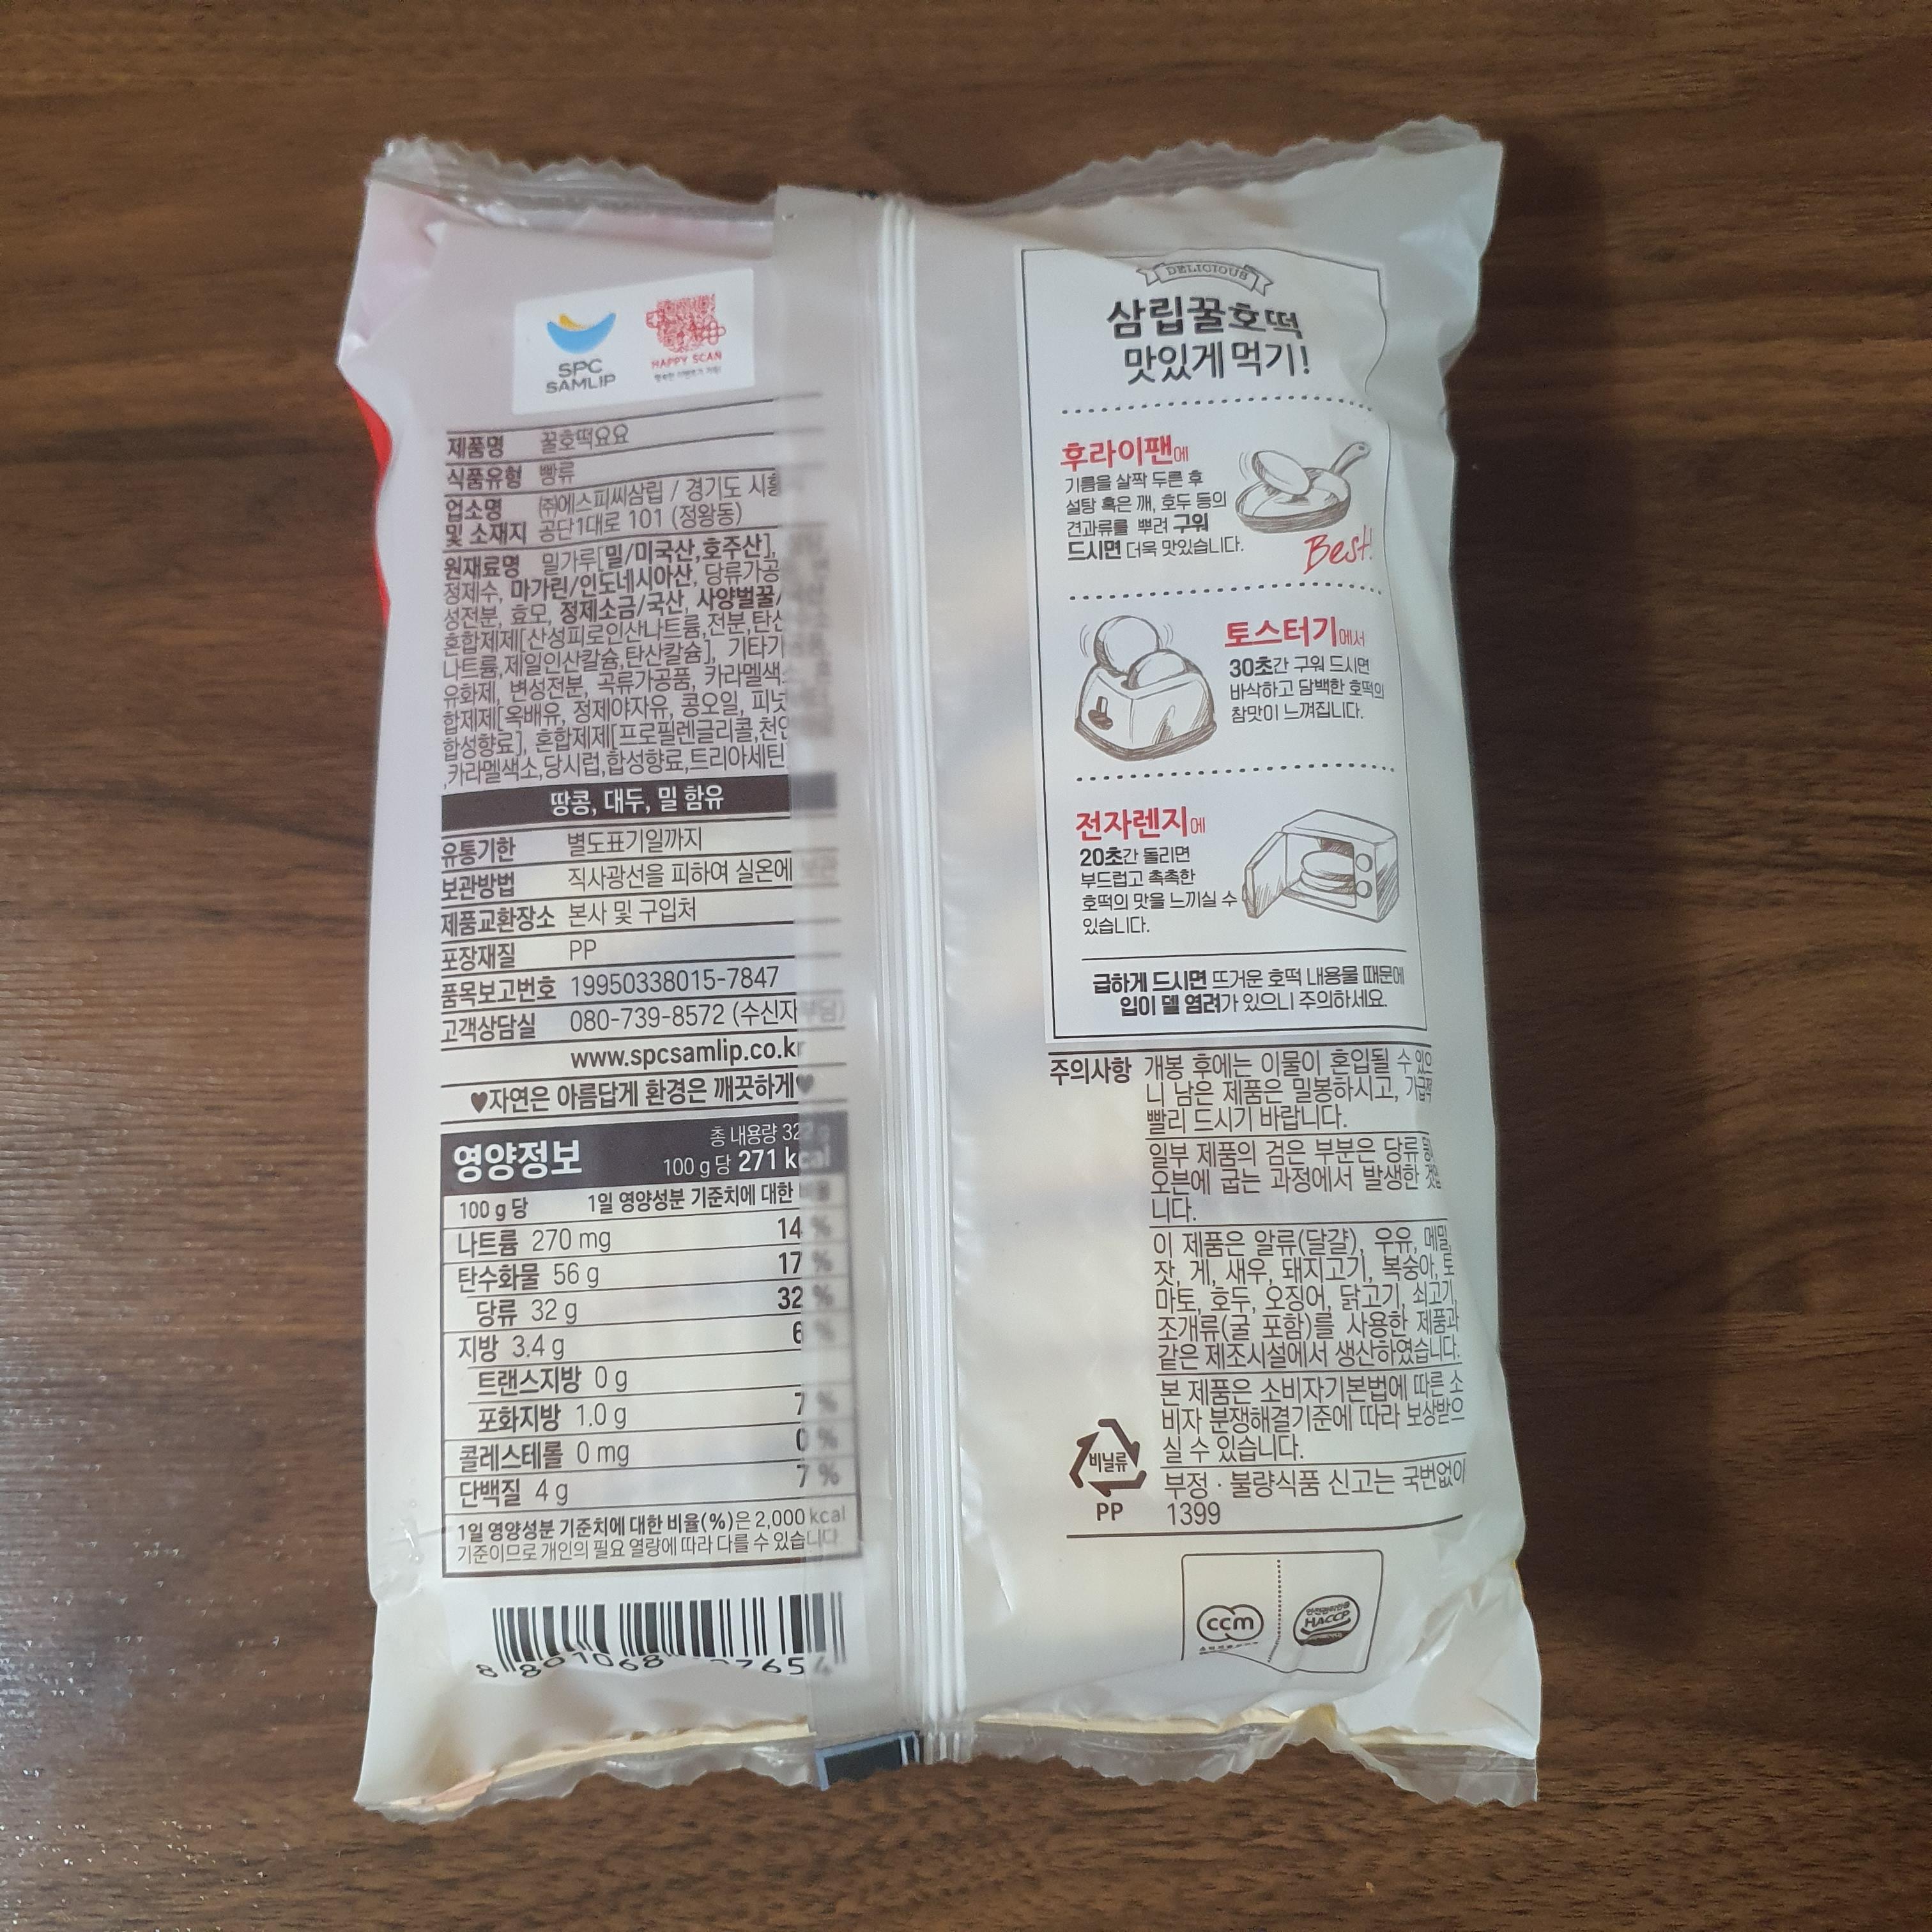 SPC
SAMLIP
HAPPY SCAN
제품명 꿀호떡요요
식품유형 빵류
업소명 ㈜에스피씨삼립 / 경기도 시흥
및 소재지 공단1대로 101 (정왕동)
원재료명 밀가루[밀/미국산,호주산],
정제수, 마가린/인도네시아산, 당류가공
성전분, 효모, 정제소금/국산, 사양벌꿀/
혼합제제[산성피로인산나트륨,전분,탄산
나트륨,제일인산칼슘,탄산칼슘], 기타가
유화제, 변성전분, 곡류가공품, 카라멜색
합제제[옥배유, 정제야자유, 콩오일, 피넛
합성향료], 혼합제제[프로필렌글리콜,천연
,카라멜색소,당시럽,합성향료,트리아세틴
땅콩, 대두, 밀 함유
유통기한 별도표기일까지
보관방법 직사광선을 피하여 실온에
제품교환장소 본사 및 구입처
포장재질 PP
품목보고번호 19950338015-7847
고객상담실 080-739-8572 (수신자부담)
www.spcsamlip.co.kr
♥자연은 아름답게 환경은 깨끗하게♥
영양정보
총 내용량 322 g
100 g 당 271 kcal
100 g 당 1일 영양성분 기준치에 대한 비율
나트륨 270 mg 14 %
탄수화물 56 g 17 %
당류 32 g 32 %
지방 3.4 g 6 %
트랜스지방 0 g
포화지방 1.0 g 7 %
콜레스테롤 0 mg 0 %
단백질 4 g 7 %
1일 영양성분 기준치에 대한 비율(%)은 2,000 kcal
기준이므로 개인의 필요 열량에 따라 다를 수 있습니다
DELICIOUS
삼립꿀호떡
맛있게 먹기!
후라이팬에
기름을 살짝 두른 후
설탕 혹은 깨, 호두 등의
견과류를 뿌려 구워
드시면 더욱 맛있습니다.
Best!
토스터기에서
30초간 구워 드시면
바삭하고 담백한 호떡의
참맛이 느껴집니다.
전자렌지에
20초간 돌리면
부드럽고 촉촉한
호떡의 맛을 느끼실 수
있습니다.
급하게 드시면 뜨거운 호떡 내용물 때문에
입이 델 염려가 있으니 주의하세요.
주의사항 개봉 후에는 이물이 혼입될 수 있으
니 남은 제품은 밀봉하시고, 가급적
빨리 드시기 바랍니다.
일부 제품의 검은 부분은 당류 등이
오븐에 굽는 과정에서 발생한 것입
니다.
이 제품은 알류(달걀), 우유, 메밀,
잣, 게, 새우, 돼지고기, 복숭아, 토
마토, 호두, 오징어, 닭고기, 쇠고기,
조개류(굴 포함)를 사용한 제품과
같은 제조시설에서 생산하였습니다.
본 제품은 소비자기본법에 따른 소
비자 분쟁해결기준에 따라 보상받으
실 수 있습니다.
부정 · 불량식품 신고는 국번없이
1399
비닐류
PP
ccm
HACCP